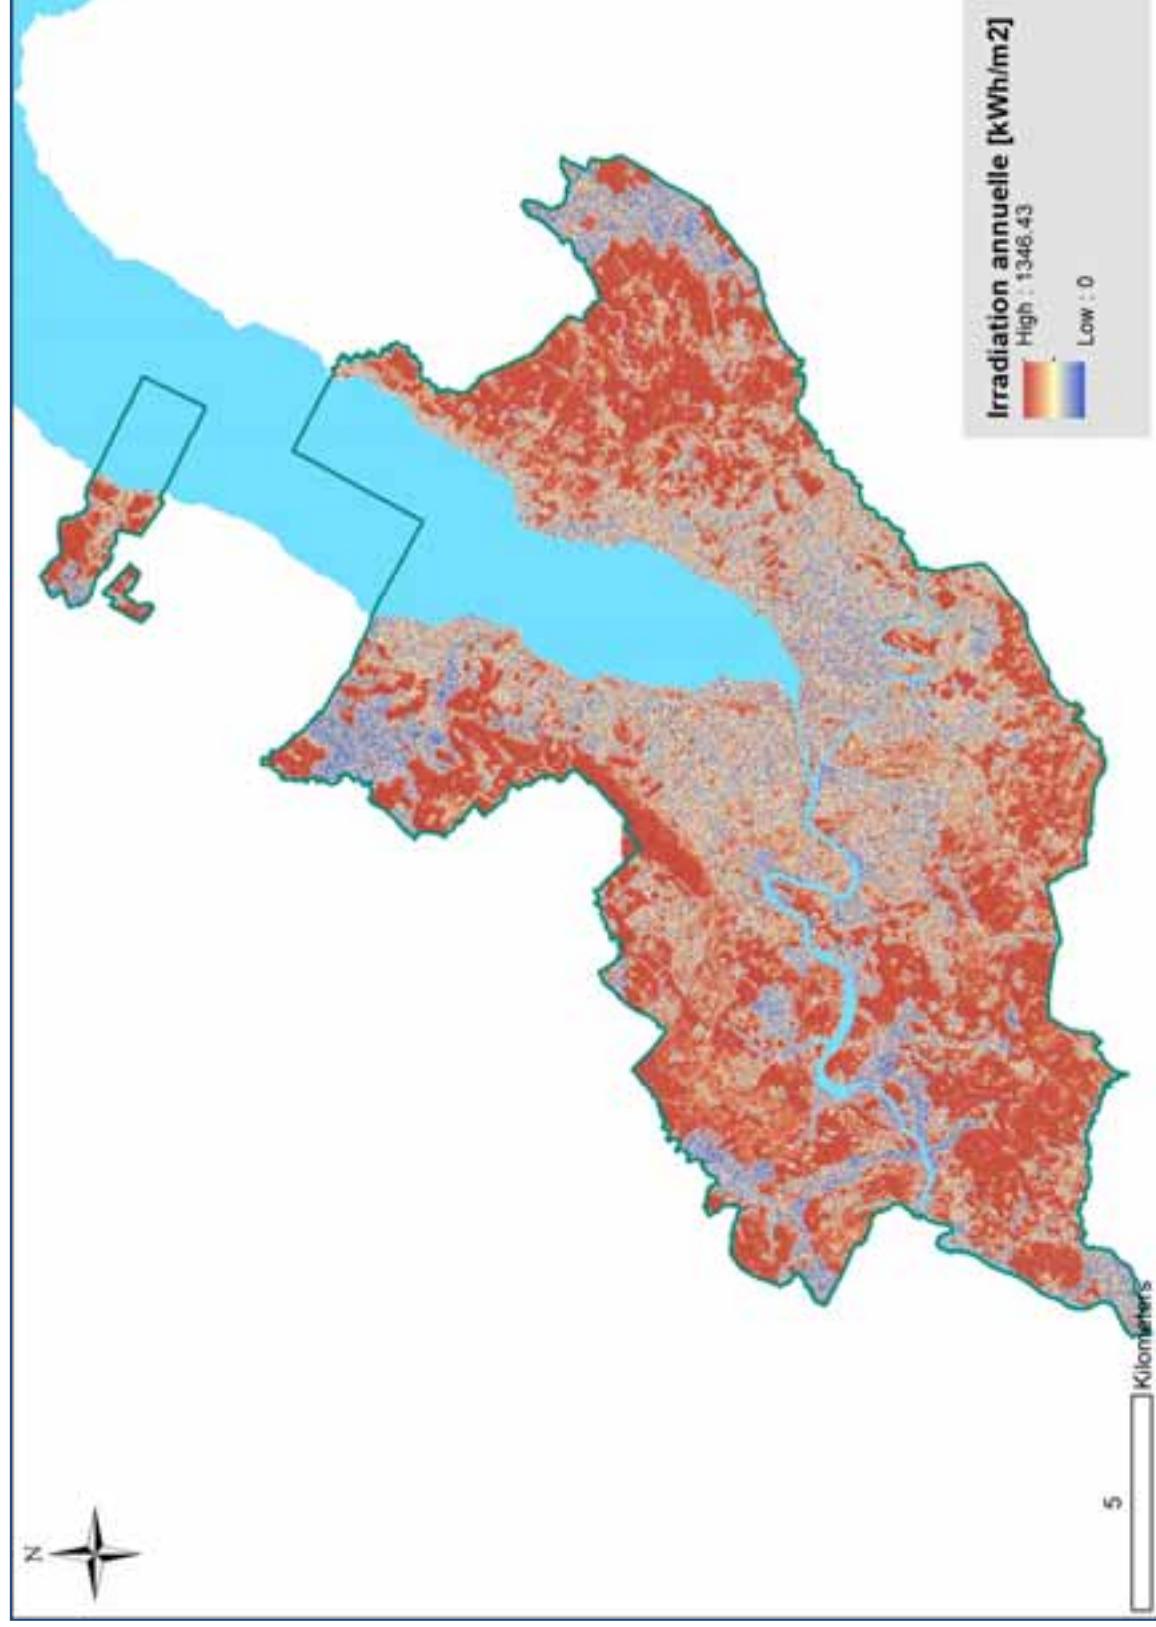 N
Irradiation annuelle [kWh/m2]
High : 1346.43
Low : 0
5
Kilometers